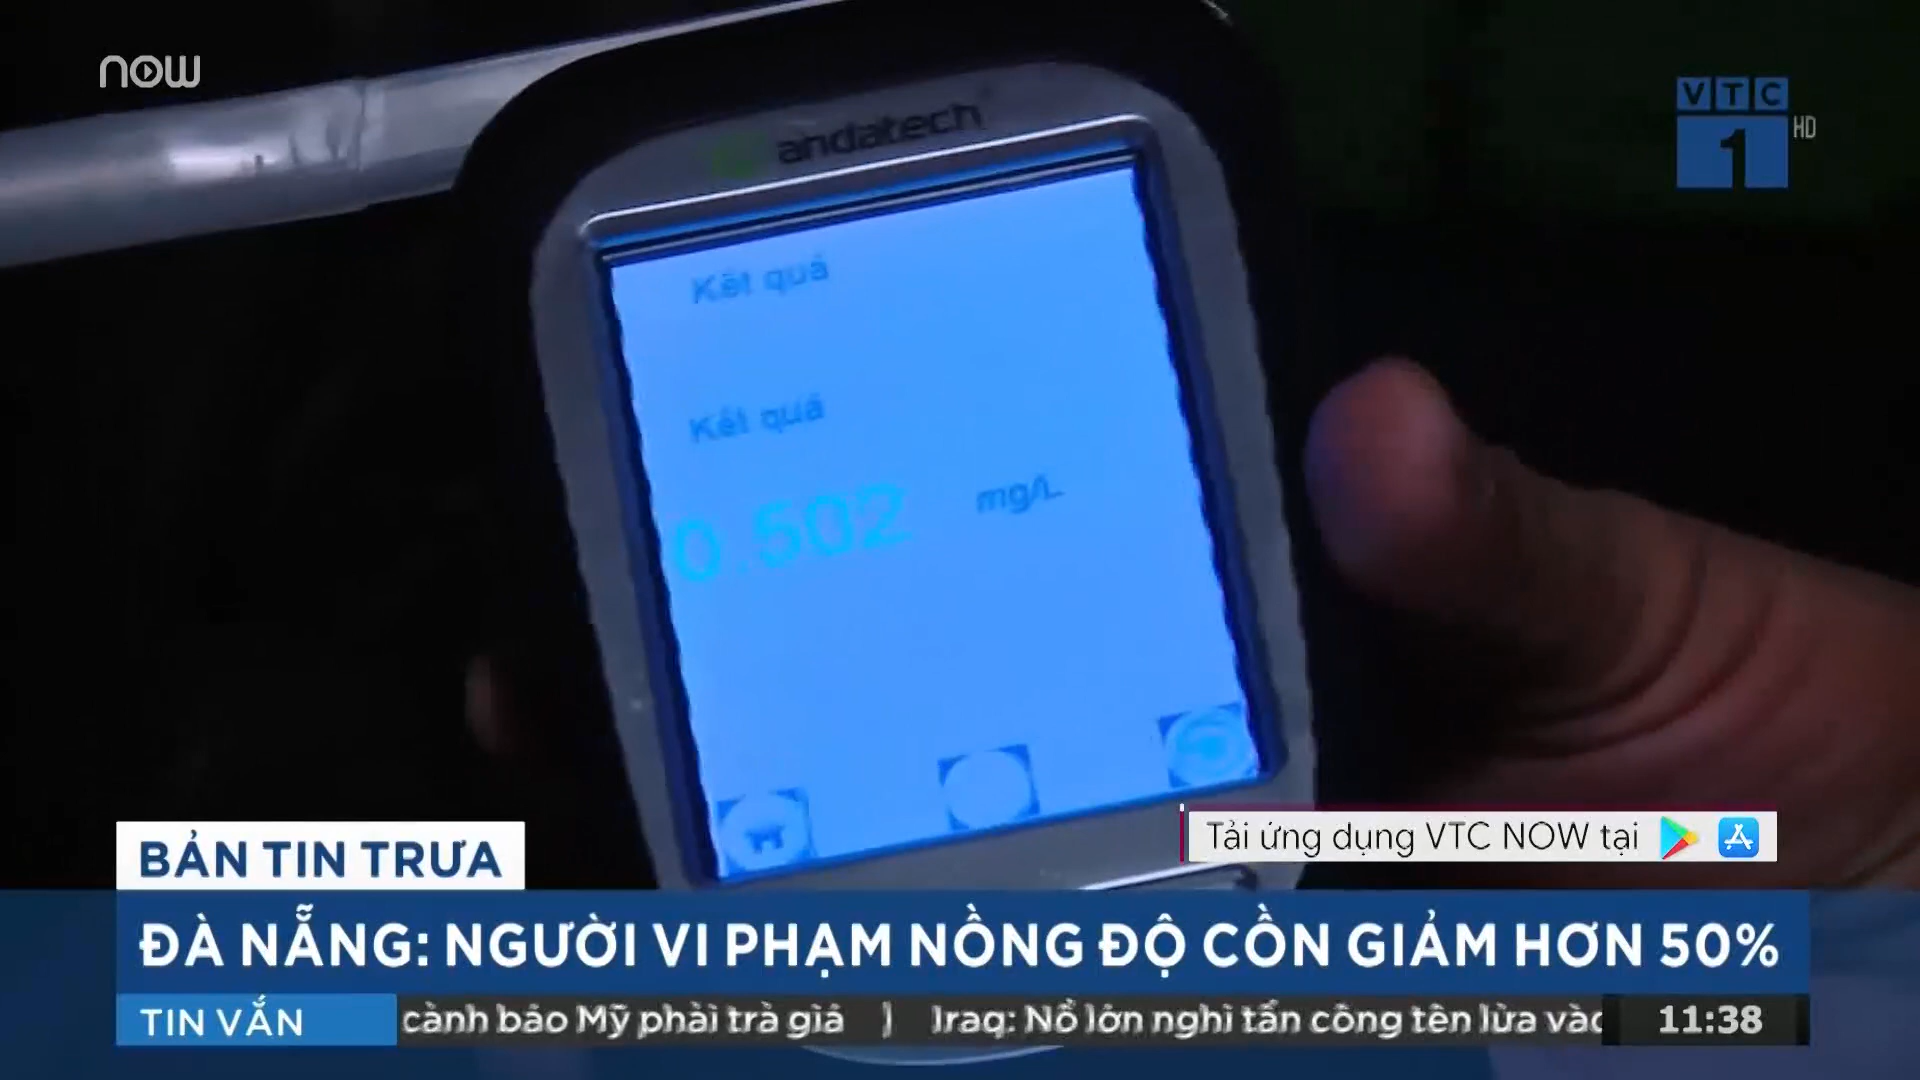 now
VTC
1
HD
andatech
Kết quả
Kết quả
0.502 mg/L
Tải ứng dụng VTC NOW tại
BẢN TIN TRƯA
ĐÀ NẴNG: NGƯỜI VI PHẠM NỒNG ĐỘ CỒN GIẢM HƠN 50%
TIN VẮN
cảnh báo Mỹ phải trả giá | Iraq: Nổ lớn nghi tấn công tên lửa vào
11:38